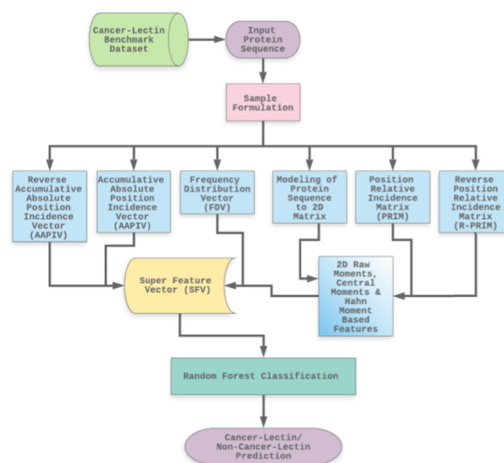 Cancer-Lectin
Benchmark
Dataset
Input
Protein
Sequence
Sample
Formulation
Reverse
Accumulative
Absolute
Position
Incidence
Vector
(AAPIV)
Accumulative
Absolute
Position
Incidence
Vector
(AAPIV)
Frequency
Distribution
Vector
(FDV)
Modeling of
Protein
Sequence
to 2D
Matrix
Position
Relative
Incidence
Matrix
(PRIM)
Reverse
Position
Relative
Incidence
Matrix
(R-PRIM)
Super Feature
Vector (SFV)
2D Raw
Moments,
Central
Moments &
Hahn
Moment
Based
Features
Random Forest Classification
Cancer-Lectin/
Non-Cancer-Lectin
Prediction